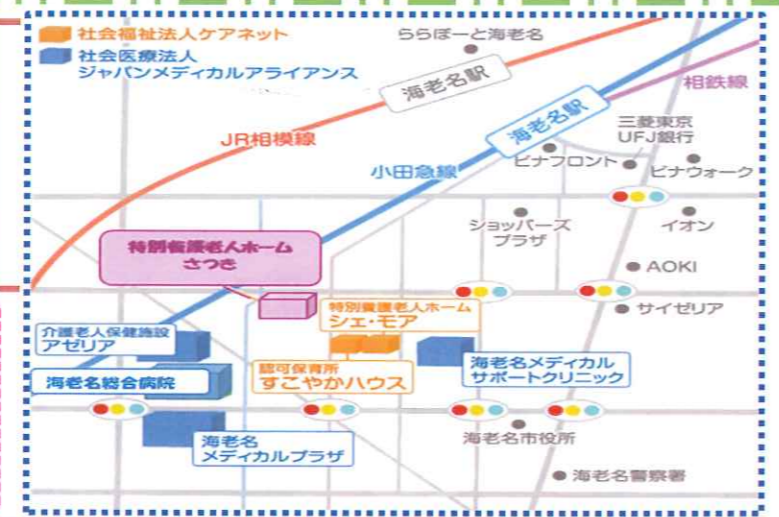 社会福祉法人ケアネット
社会医療法人
ジャパンメディカルアライアンス
ららぽーと海老名
海老名駅
相鉄線
海老名駅
三菱東京
UFJ銀行
JR相模線
小田急線
ビナフロント
ビナウォーク
ショッパーズ
プラザ
イオン
特別養護老人ホーム
さつき
AOKI
サイゼリア
特別養護老人ホーム
シェ・モア
介護老人保健施設
アゼリア
認可保育所
すこやかハウス
海老名メディカル
サポートクリニック
海老名総合病院
海老名
メディカルプラザ
海老名市役所
海老名警察署